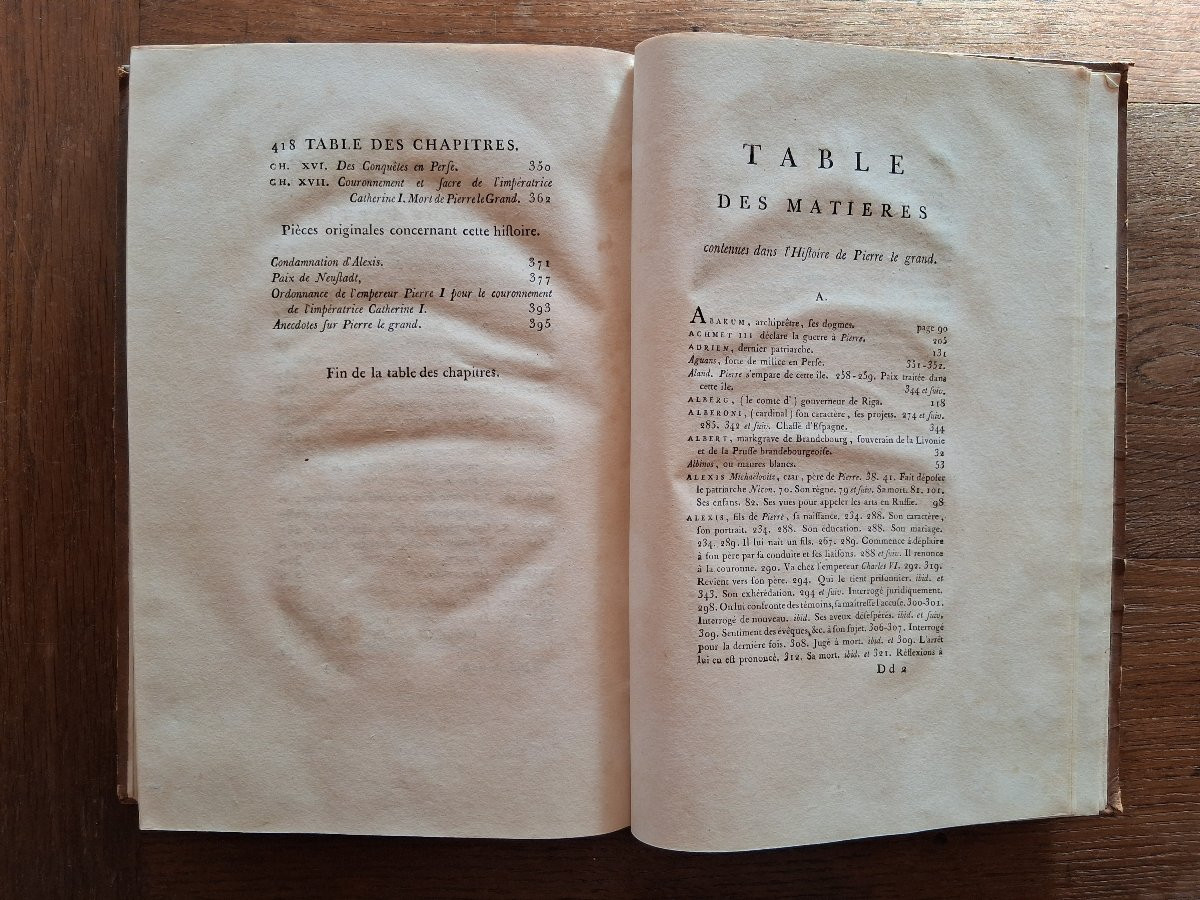 418 TABLE DES CHAPITRES.
CH. XVI. Des Conquêtes en Perſe. 350
CH. XVII. Couronnement et ſacre de l'impératrice
Catherine I. Mort de Pierre le Grand. 362
Pièces originales concernant cette hiſtoire.
Condamnation d'Alexis. 371
Paix de Neuſtadt, 377
Ordonnance de l'empereur Pierre I pour le couronnement
de l'impératrice Catherine I. 393
Anecdotes ſur Pierre le grand. 395
Fin de la table des chapitres.
TABLE
DES MATIERES
contenues dans l'Hiſtoire de Pierre le grand.
A.
ABAKUM, archiprêtre, ſes dogmes. page 90
ACHMET III déclare la guerre à Pierre. 205
ADRIEN, dernier patriarche. 131
Aguans, ſorte de milice en Perſe. 331-352.
Aland. Pierre s'empare de cette île. 258-259. Paix traitée dans
cette île. 344 et ſuiv.
ALBERG, (le comte d') gouverneur de Riga. 118
ALBERONI, (cardinal) ſon caractère, ſes projets. 274 et ſuiv.
285. 342 et ſuiv. Chaſſé d'Eſpagne. 344
ALBERT, markgrave de Brandebourg, ſouverain de la Livonie
et de la Pruſſe brandebourgeoiſe. 32
Albinos, ou maures blancs. 53
ALEXIS Michaelovitz, czar, père de Pierre. 38. 41. Fait dépoſer
le patriarche Nicon. 70. Son règne. 79 et ſuiv. Sa mort. 81. 101.
Ses enfans. 82. Ses vues pour appeler les arts en Ruſſie. 98
ALEXIS, fils de Pierre, ſa naiſſance. 234. 288. Son caractère,
ſon portrait. 234. 288. Son éducation. 288. Son mariage.
234. 289. Il lui naît un fils. 267. 289. Commence à déplaire
à ſon père par ſa conduite et ſes liaiſons. 288 et ſuiv. Il renonce
à la couronne. 290. Va chez l'empereur Charles VI. 292. 319.
Revient vers ſon père. 294. Qui le tient priſonnier. ibid. et
343. Son exhérédation. 294 et ſuiv. Interrogé juridiquement.
298. On lui confronte des témoins, ſa maîtreſſe l'accuſe. 300-301.
Interrogé de nouveau. ibid. Ses aveux déſeſpérés. ibid. et ſuiv.
309. Sentiment des évêques, &c. à ſon ſujet. 306-307. Interrogé
pour la dernière fois. 308. Jugé à mort. ibid. et 309. L'arrêt
lui en eſt prononcé. 312. Sa mort. ibid. et 321. Réflexions à
Dd 2